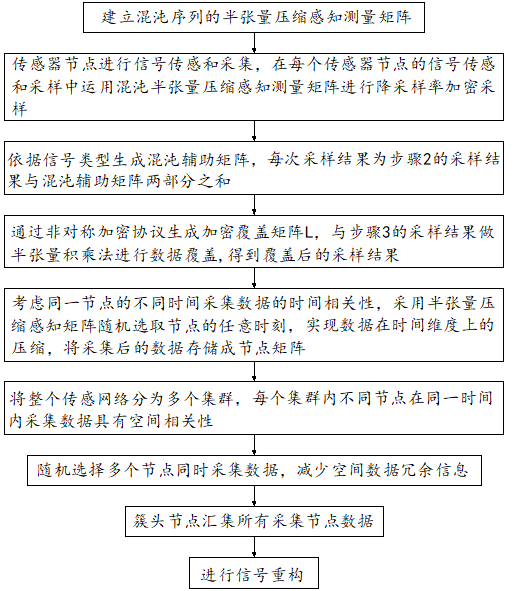 建立混沌序列的半张量压缩感知测量矩阵
传感器节点进行信号传感和采集，在每个传感器节点的信号传感
和采样中运用混沌半张量压缩感知测量矩阵进行降采样率加密采
样
依据信号类型生成混沌辅助矩阵，每次采样结果为步骤2的采样结
果与混沌辅助矩阵两部分之和
通过非对称加密协议生成加密覆盖矩阵L，与步骤3的采样结果做
半张量积乘法进行数据覆盖,得到覆盖后的采样结果
考虑同一节点的不同时间采集数据的时间相关性，采用半张量压
缩感知矩阵随机选取节点的任意时刻，实现数据在时间维度上的
压缩，将采集后的数据存储成节点矩阵
将整个传感网络分为多个集群，每个集群内不同节点在同一时间
内采集数据具有空间相关性
随机选择多个节点同时采集数据，减少空间数据冗余信息
簇头节点汇集所有采集节点数据
进行信号重构